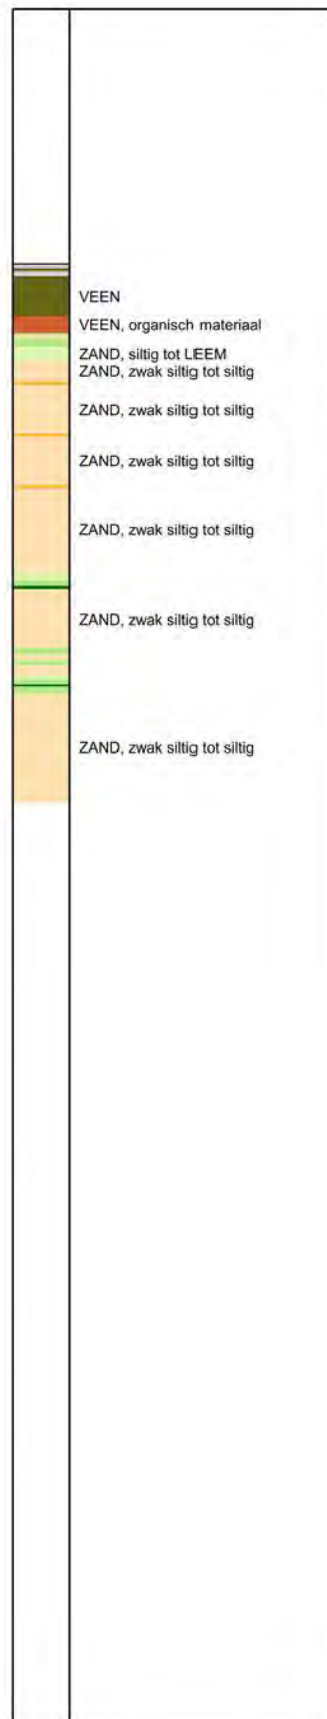 VEEN
VEEN, organisch materiaal
ZAND, siltig tot LEEM
ZAND, zwak siltig tot siltig
ZAND, zwak siltig tot siltig
ZAND, zwak siltig tot siltig
ZAND, zwak siltig tot siltig
ZAND, zwak siltig tot siltig
ZAND, zwak siltig tot siltig